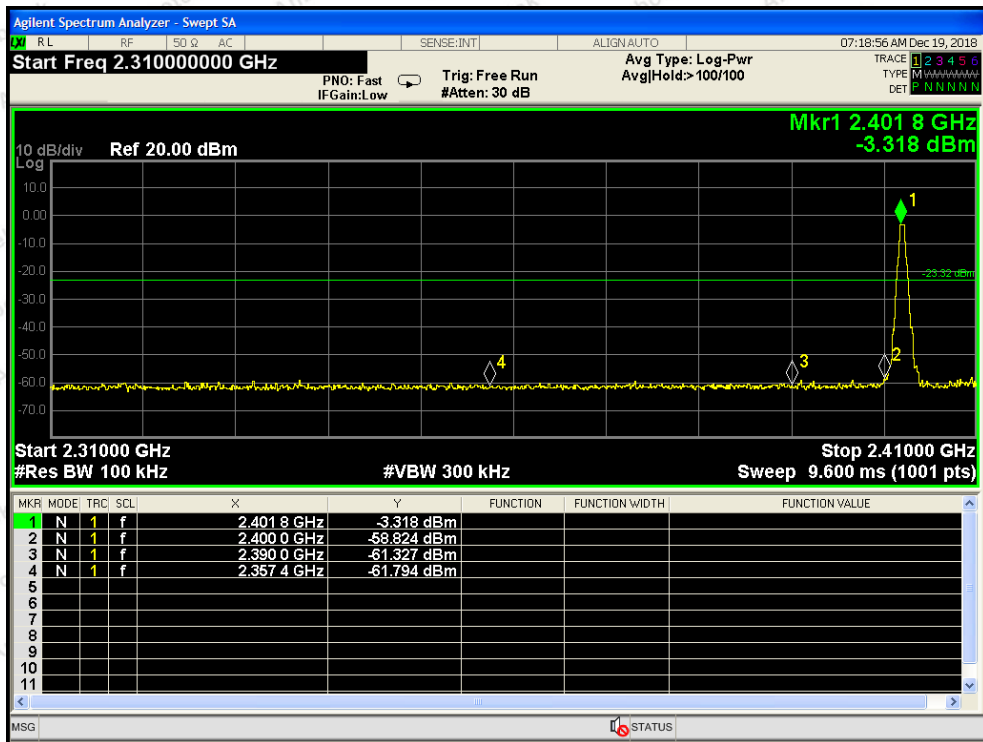 Agilent Spectrum Analyzer - Swept SA
LXI RL RF 50 Ω AC SENSE:INT ALIGN AUTO 07:18:56 AM Dec 19, 2018
Start Freq 2.310000000 GHz
PNO: Fast
IFGain:Low
Trig: Free Run
#Atten: 30 dB
Avg Type: Log-Pwr
Avg|Hold:>100/100
TRACE 1 2 3 4 5 6
TYPE M WWWWW
DET P N N N N N
Mkr1 2.401 8 GHz
-3.318 dBm
10 dB/div Ref 20.00 dBm
Log
10.0
0.00
-10.0
-20.0
-30.0
-40.0
-50.0
-60.0
-70.0
1
-23.32 dBm
4
3
2
Start 2.31000 GHz Stop 2.41000 GHz
#Res BW 100 kHz #VBW 300 kHz Sweep 9.600 ms (1001 pts)
MKR MODE TRC SCL X Y FUNCTION FUNCTION WIDTH FUNCTION VALUE
1 N 1 f 2.401 8 GHz -3.318 dBm
2 N 1 f 2.400 0 GHz -58.824 dBm
3 N 1 f 2.390 0 GHz -61.327 dBm
4 N 1 f 2.357 4 GHz -61.794 dBm
5
6
7
8
9
10
11
MSG STATUS